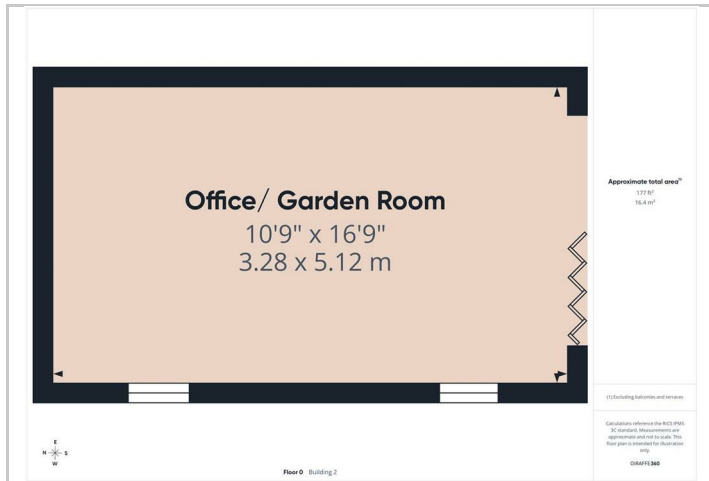 Office/ Garden Room
10'9" x 16'9"
3.28 x 5.12 m
Approximate total area(1)
177 ft²
16.4 m²
(1) Excluding balconies and terraces
Calculations reference the RICS IPMS
3C standard. Measurements are
approximate and not to scale. This
floor plan is intended for illustration
only.
GIRAFFE360
E
N S
W
Floor 0 Building 2